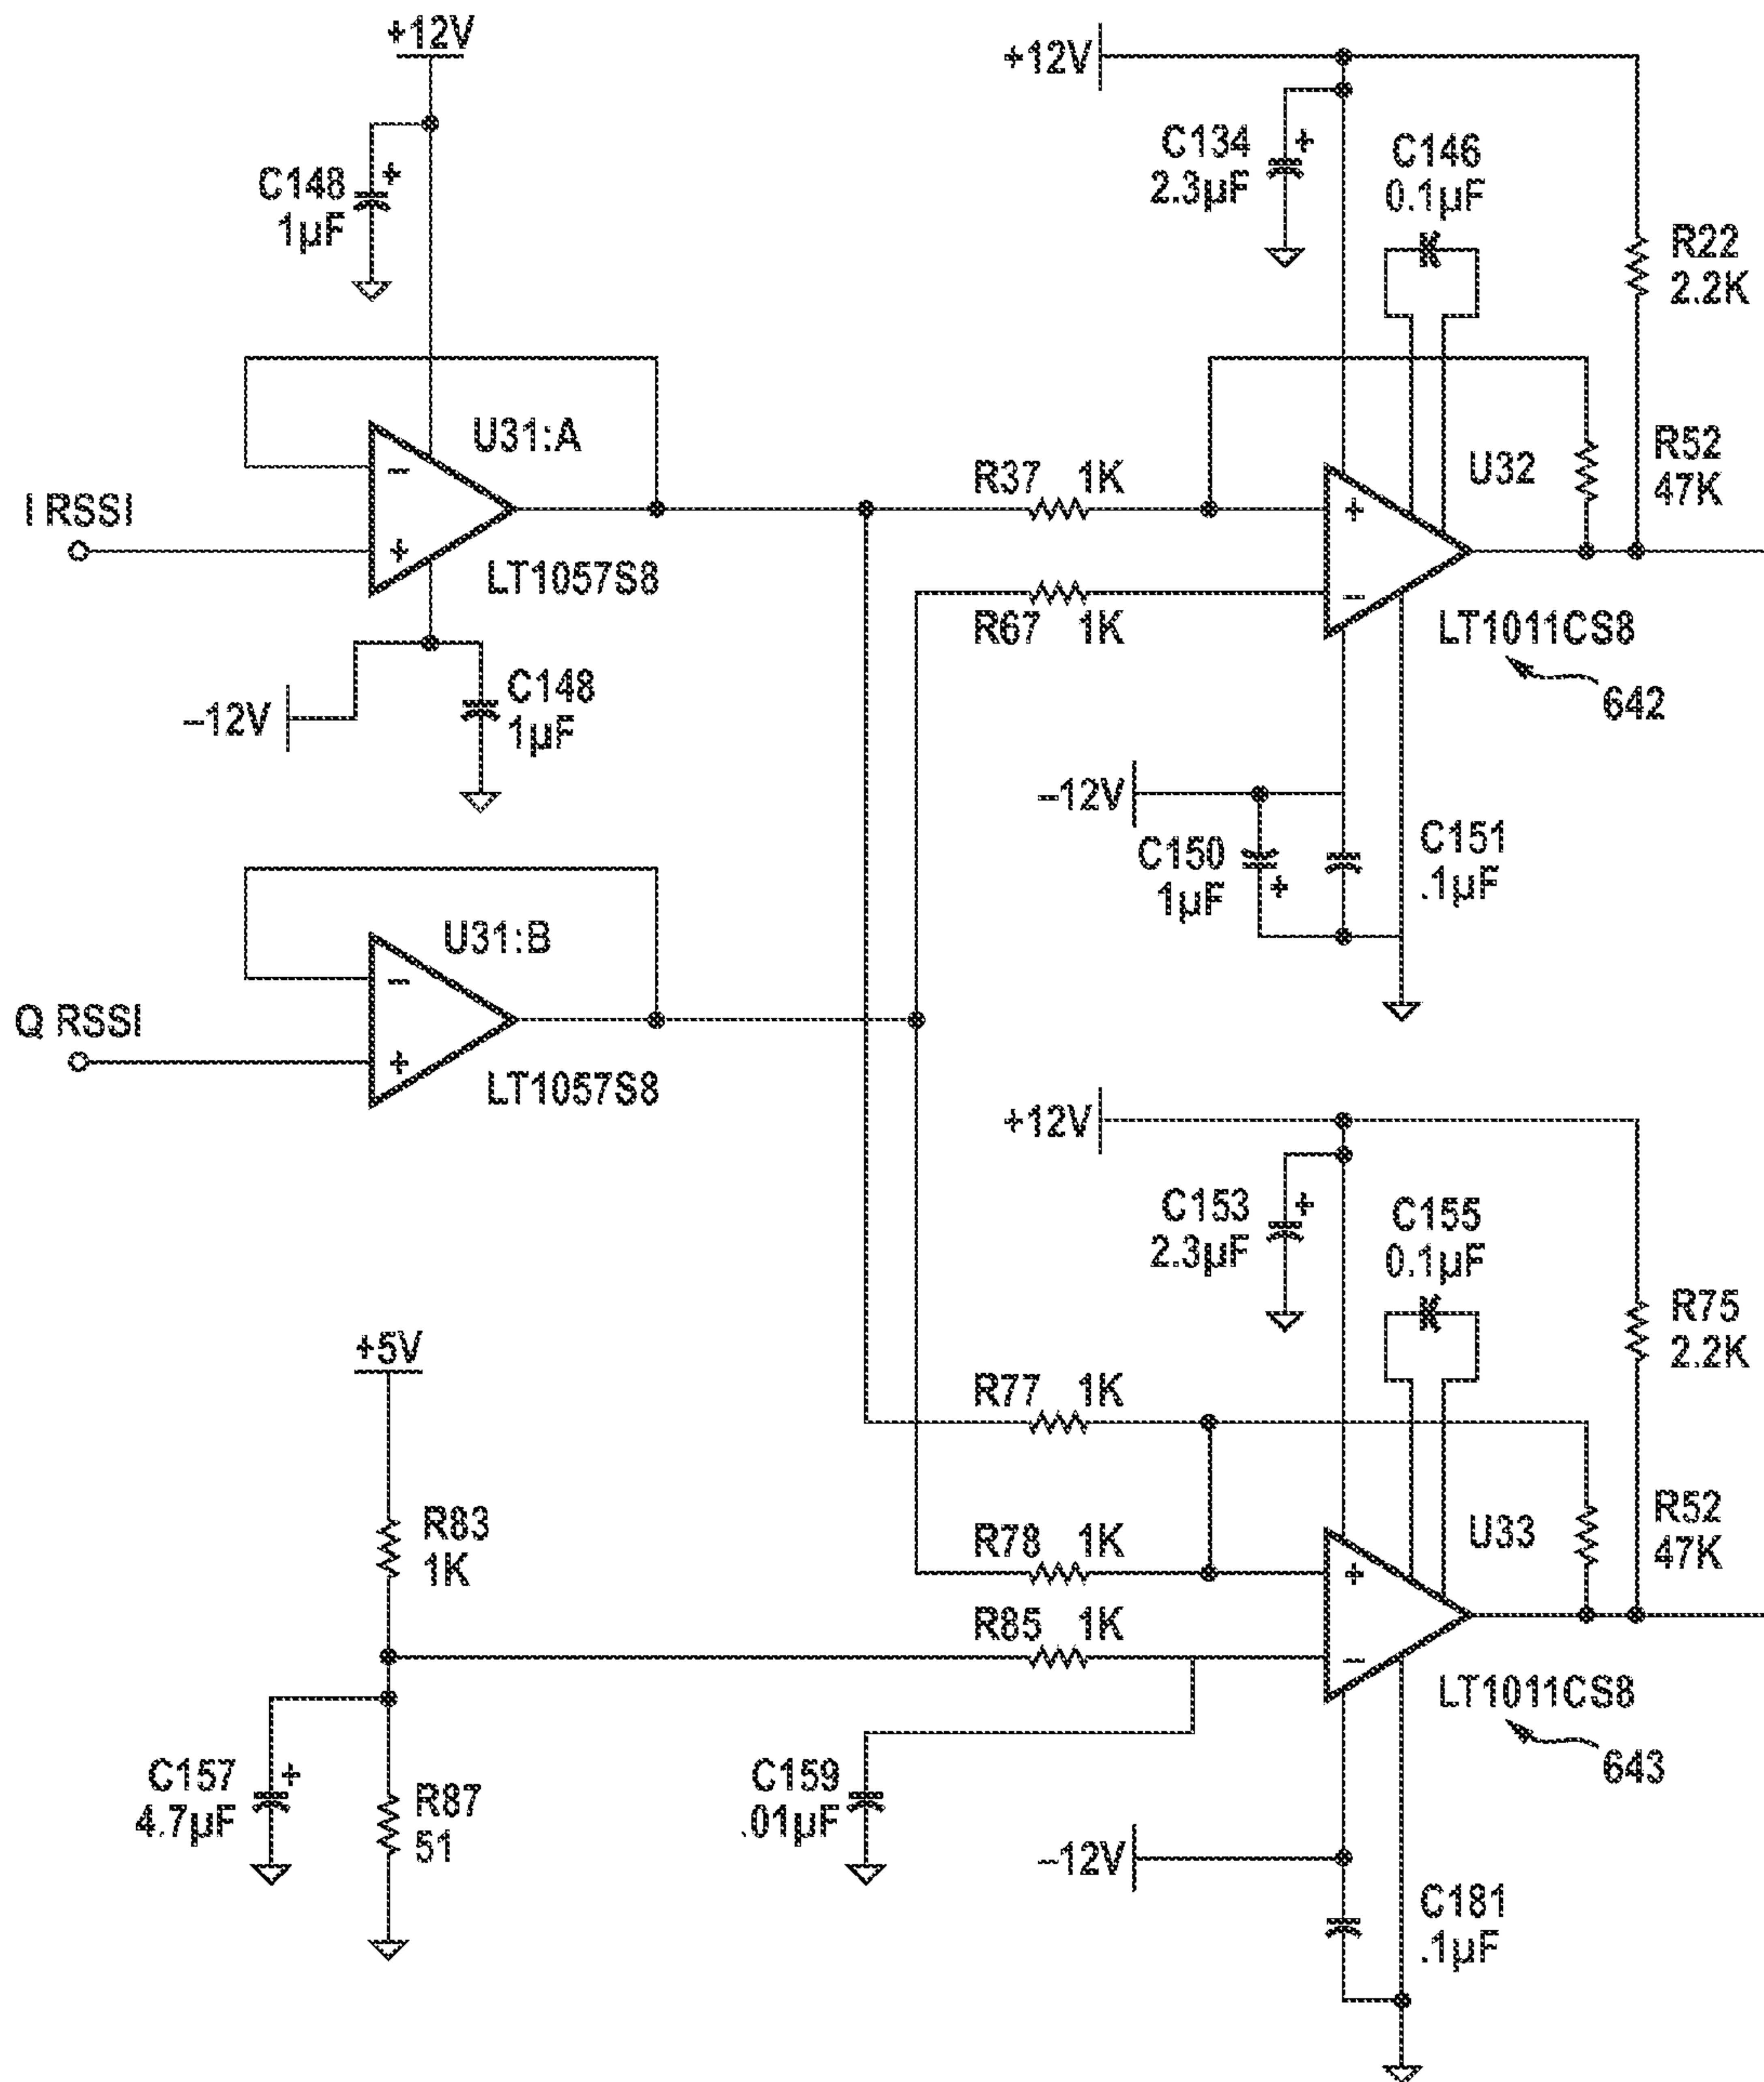 +12V
C148
1µF
+
U31:A
−
+
I RSSI
LT1057S8
−12V
C148
1µF
U31:B
−
+
Q RSSI
LT1057S8
+5V
R83
1K
C157
4.7µF
+
R87
51
+12V
C134
2.3µF
+
C146
0.1µF
R22
2.2K
R37 1K
U32
R52
47K
+
−
R67 1K
LT1011CS8
642
−12V
C150
1µF
+
C151
.1µF
+12V
C153
2.3µF
+
C155
0.1µF
R75
2.2K
R77 1K
R78 1K
U33
R52
47K
+
R85 1K
−
LT1011CS8
643
C159
.01µF
−12V
C181
.1µF